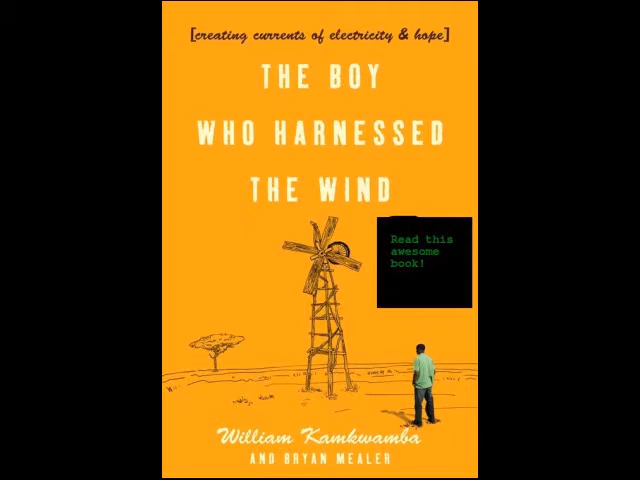 [creating currents of electricity & hope]
THE BOY
WHO HARNESSED
THE WIND
Read this
awesome
book!
William Kamkwamba
AND BRYAN MEALER